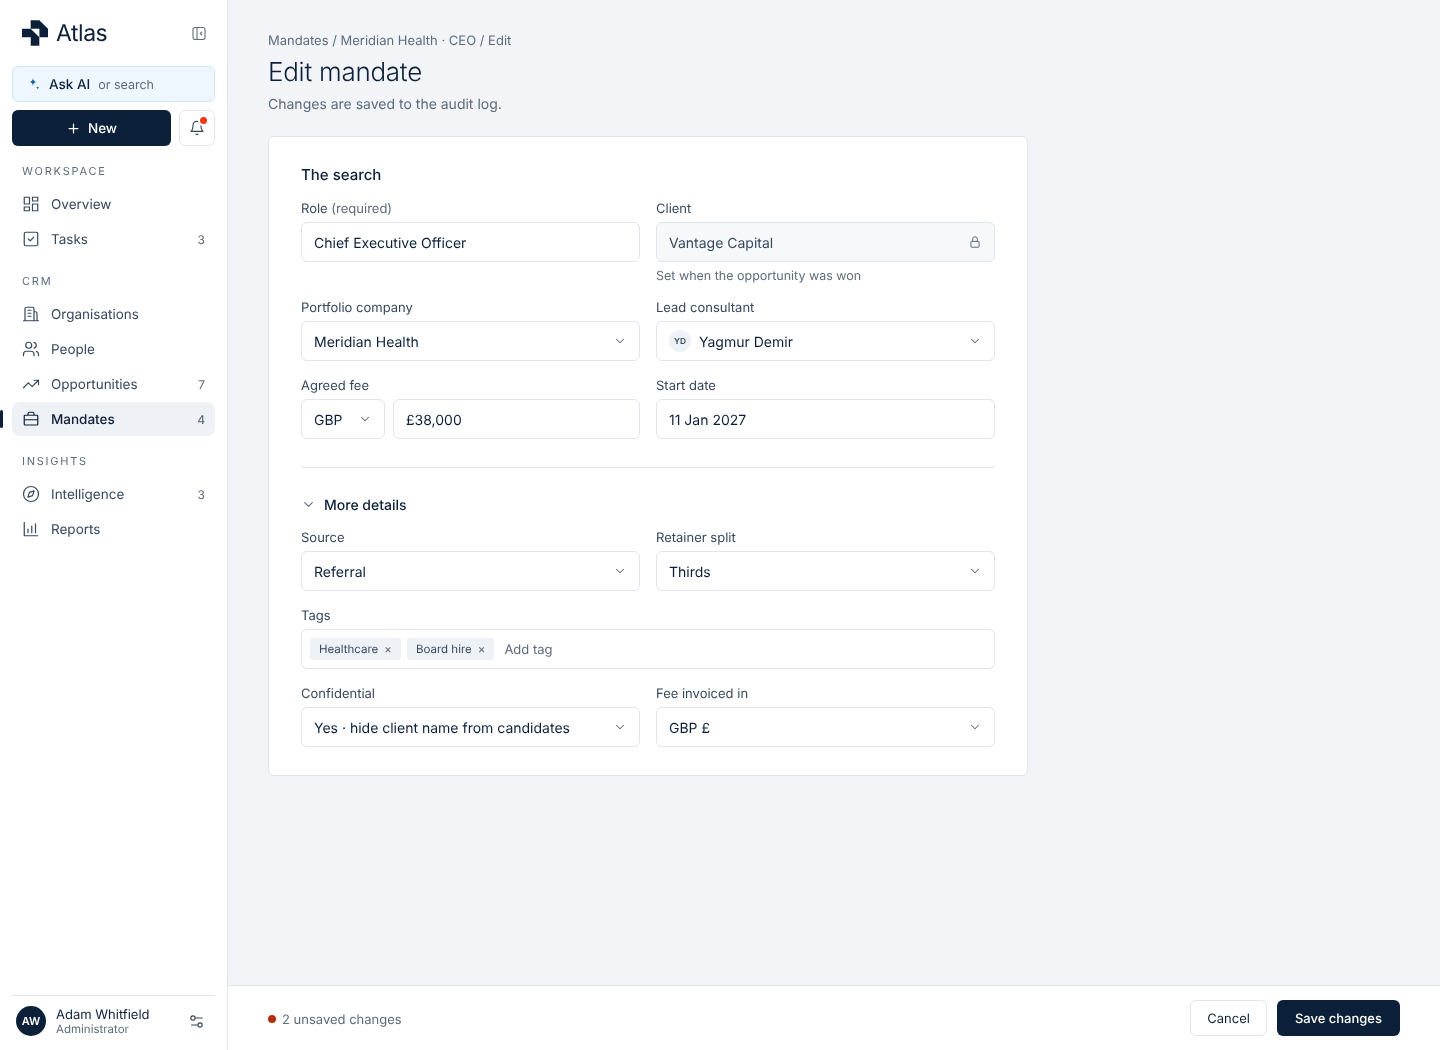 Atlas
Ask AI or search
New
WORKSPACE
Overview
Tasks 3
CRM
Organisations
People
Opportunities 7
Mandates 4
INSIGHTS
Intelligence 3
Reports
AW
Adam Whitfield
Administrator
Mandates / Meridian Health · CEO / Edit
Edit mandate
Changes are saved to the audit log.
The search
Role (required)
Chief Executive Officer
Client
Vantage Capital
Set when the opportunity was won
Portfolio company
Meridian Health
Lead consultant
YD Yagmur Demir
Agreed fee
GBP £38,000
Start date
11 Jan 2027
More details
Source
Referral
Retainer split
Thirds
Tags
Healthcare × Board hire × Add tag
Confidential
Yes · hide client name from candidates
Fee invoiced in
GBP £
2 unsaved changes
Cancel
Save changes